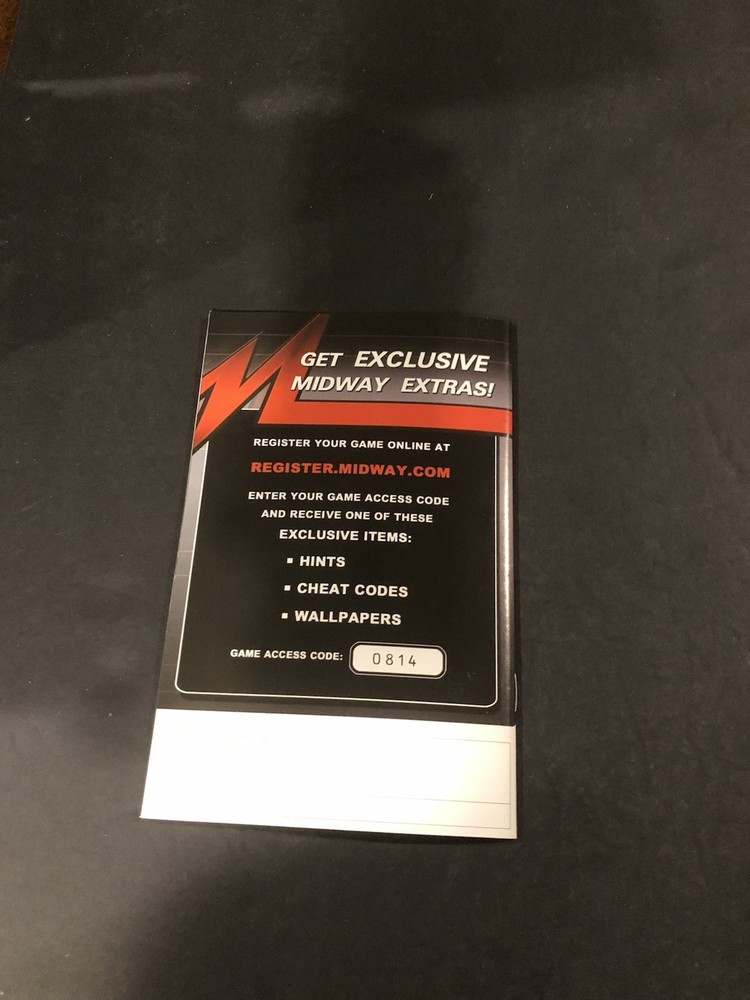 GET EXCLUSIVE
MIDWAY EXTRAS!
REGISTER YOUR GAME ONLINE AT
REGISTER.MIDWAY.COM
ENTER YOUR GAME ACCESS CODE
AND RECEIVE ONE OF THESE
EXCLUSIVE ITEMS:
▪ HINTS
▪ CHEAT CODES
▪ WALLPAPERS
GAME ACCESS CODE: 0814